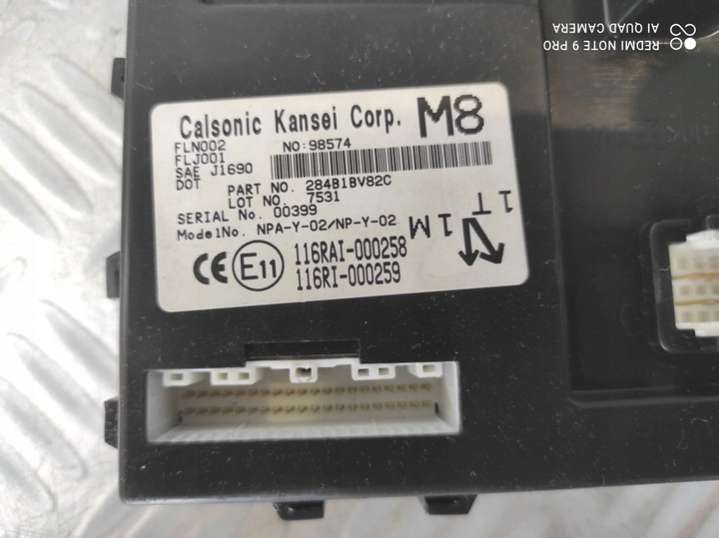 Calsonic Kansei Corp. M8
FLN002 NO:98574
FLJ001
SAE J1690
DOT PART NO. 284B1BV82C
LOT NO. 7531
SERIAL No. 00399
ModelNo. NPA-Y-02/NP-Y-02
1M 1T
CE E11 116RAI-000258
116RI-000259
REDMI NOTE 9 PRO
AI QUAD CAMERA